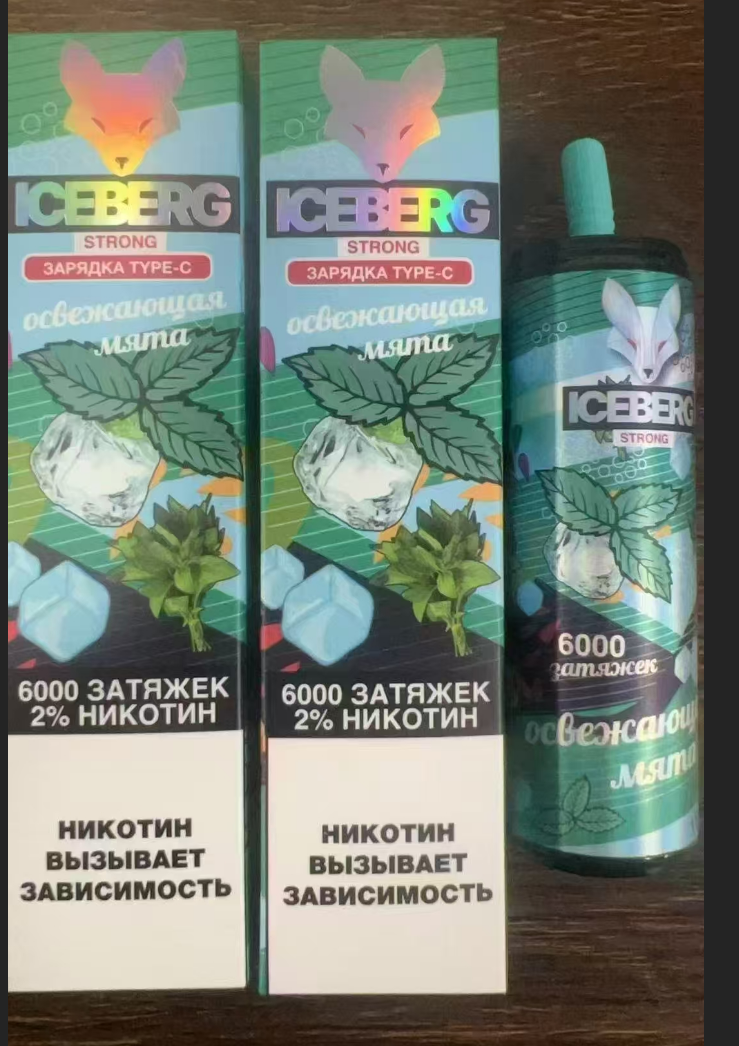 ICEBERG
STRONG
ЗАРЯДКА TYPE-C
освежающая
мята
6000 ЗАТЯЖЕК
2% НИКОТИН
НИКОТИН
ВЫЗЫВАЕТ
ЗАВИСИМОСТЬ
ICEBERG
STRONG
ЗАРЯДКА TYPE-C
освежающая
мята
6000 ЗАТЯЖЕК
2% НИКОТИН
НИКОТИН
ВЫЗЫВАЕТ
ЗАВИСИМОСТЬ
ICEBERG
STRONG
6000
затяжек
мята